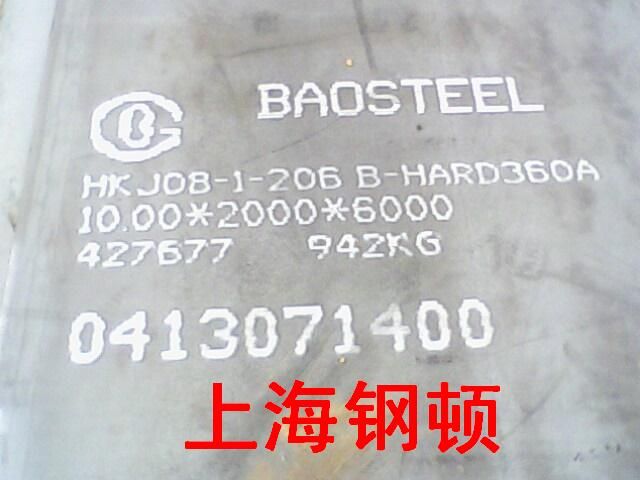 BAOSTEEL
HKJ08-1-206 B-HARD360A
10.00*2000*6000
427677 942KG
0413071400
上海钢顿